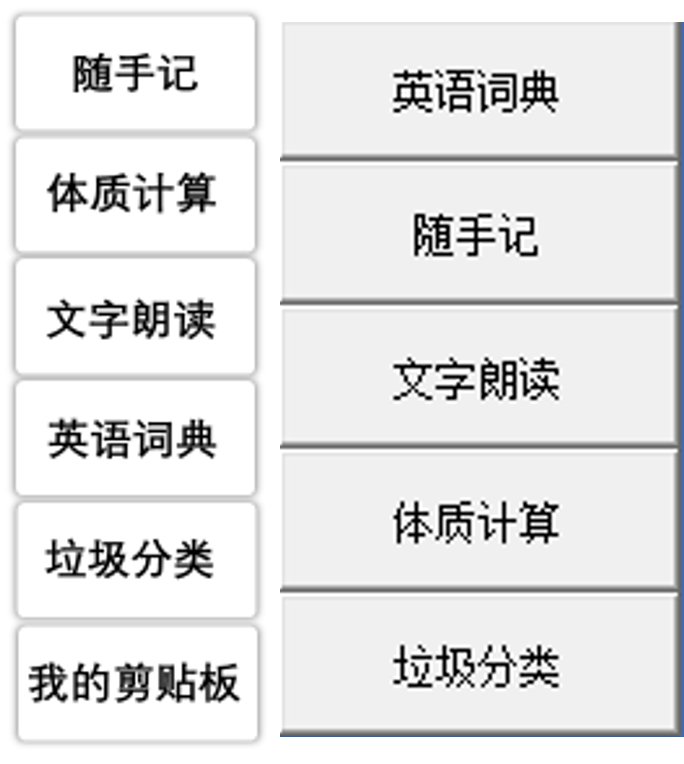 随手记
体质计算
文字朗读
英语词典
垃圾分类
我的剪贴板
英语词典
随手记
文字朗读
体质计算
垃圾分类